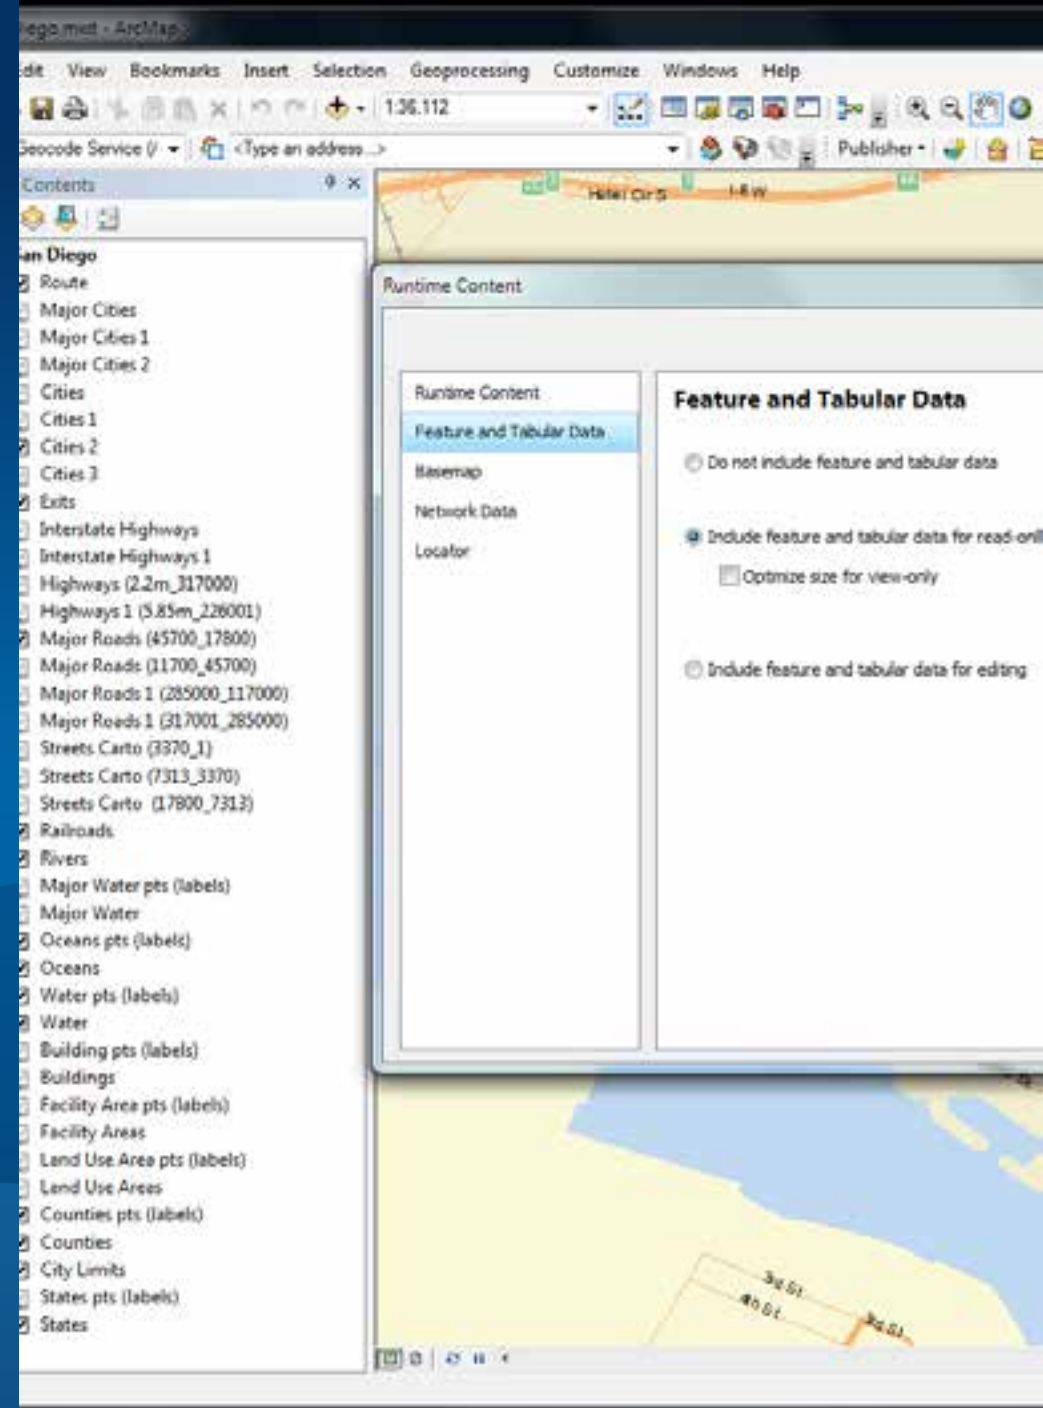 iego.mxd - ArcMap
dit View Bookmarks Insert Selection Geoprocessing Customize Windows Help
1:36,112
Geocode Service (/ <Type an address...> Publisher
Contents
an Diego
Route
Major Cities
Major Cities 1
Major Cities 2
Cities
Cities 1
Cities 2
Cities 3
Exits
Interstate Highways
Interstate Highways 1
Highways (2.2m_317000)
Highways 1 (5.85m_226001)
Major Roads (45700_17800)
Major Roads (11700_45700)
Major Roads 1 (285000_117000)
Major Roads 1 (317001_285000)
Streets Carto (3370_1)
Streets Carto (7313_3370)
Streets Carto (17800_7313)
Railroads
Rivers
Major Water pts (labels)
Major Water
Oceans pts (labels)
Oceans
Water pts (labels)
Water
Building pts (labels)
Buildings
Facility Area pts (labels)
Facility Areas
Land Use Area pts (labels)
Land Use Areas
Counties pts (labels)
Counties
City Limits
States pts (labels)
States
Hotel Cir S I-8 W
Runtime Content
Runtime Content
Feature and Tabular Data
Basemap
Network Data
Locator
Feature and Tabular Data
Do not include feature and tabular data
Include feature and tabular data for read-onl
Optimize size for view-only
Include feature and tabular data for editing
3rd St
4th St
3rd St